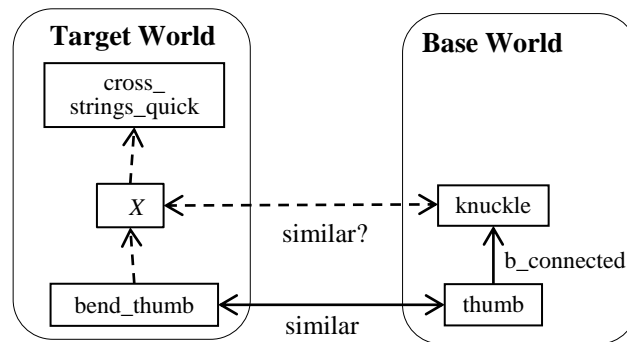 Target World
cross_
strings_quick
X
bend_thumb
similar?
similar
Base World
knuckle
b_connected
thumb